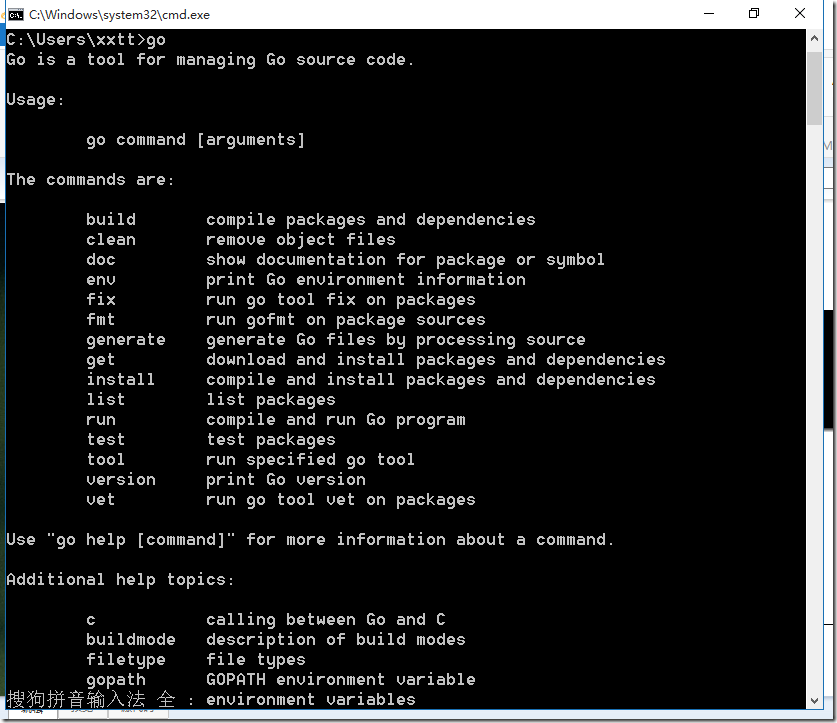 C:\Windows\system32\cmd.exe
C:\Users\xxtt>go
Go is a tool for managing Go source code.
Usage:
go command [arguments]
The commands are:
build compile packages and dependencies
clean remove object files
doc show documentation for package or symbol
env print Go environment information
fix run go tool fix on packages
fmt run gofmt on package sources
generate generate Go files by processing source
get download and install packages and dependencies
install compile and install packages and dependencies
list list packages
run compile and run Go program
test test packages
tool run specified go tool
version print Go version
vet run go tool vet on packages
Use "go help [command]" for more information about a command.
Additional help topics:
c calling between Go and C
buildmode description of build modes
filetype file types
gopath GOPATH environment variable
搜狗拼音输入法 全 : environment variables